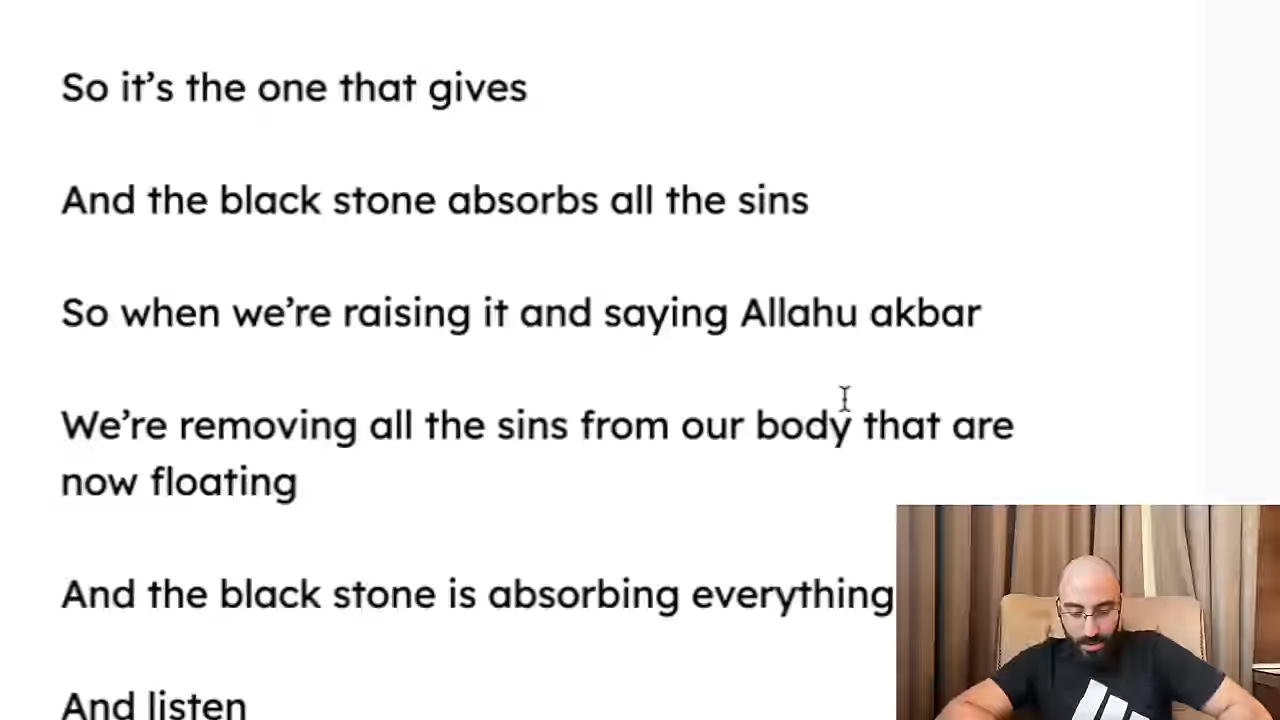 So it's the one that gives
And the black stone absorbs all the sins
So when we're raising it and saying Allahu akbar
We're removing all the sins from our body that are
now floating
And the black stone is absorbing everything
And listen